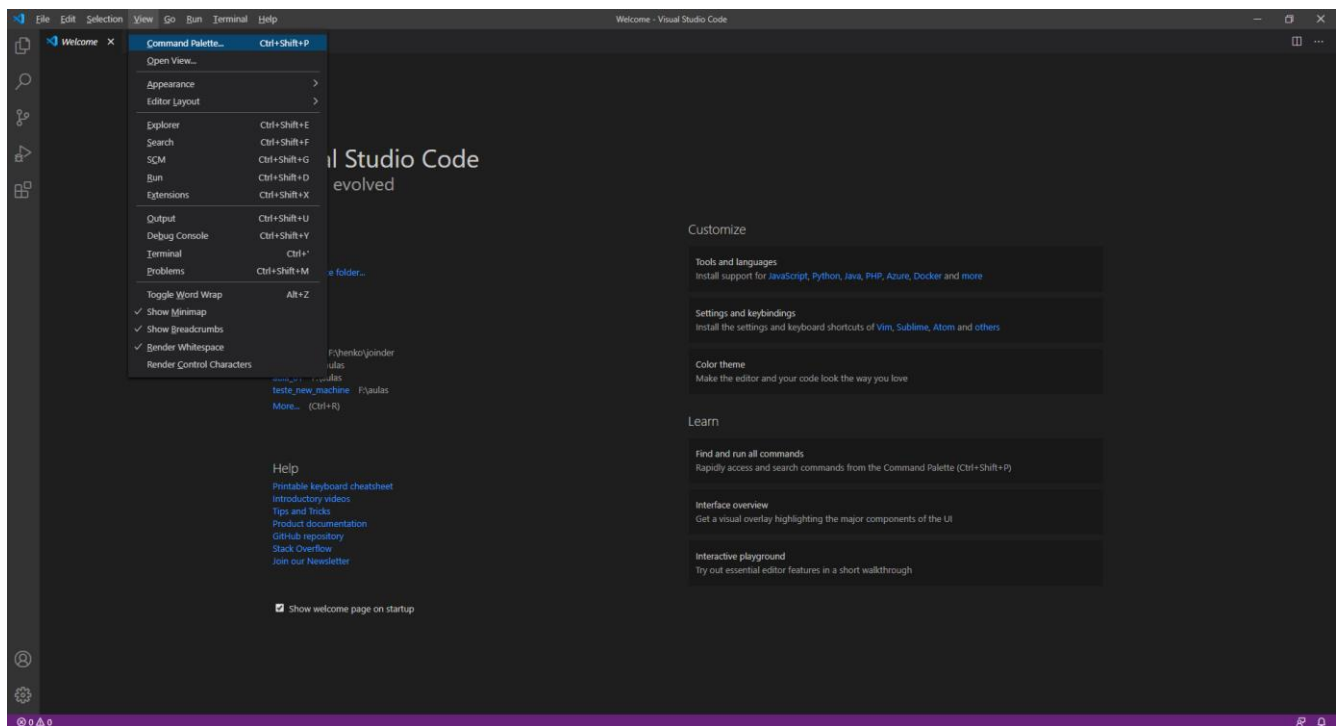 File Edit Selection View Go Run Terminal Help Welcome - Visual Studio Code
Welcome
Command Palette... Ctrl+Shift+P
Open View...
Appearance
Editor Layout
Explorer Ctrl+Shift+E
Search Ctrl+Shift+F
SCM Ctrl+Shift+G
Run Ctrl+Shift+D
Extensions Ctrl+Shift+X
Output Ctrl+Shift+U
Debug Console Ctrl+Shift+Y
Terminal Ctrl+'
Problems Ctrl+Shift+M
Toggle Word Wrap Alt+Z
Show Minimap
Show Breadcrumbs
Render Whitespace
Render Control Characters
al Studio Code
evolved
e folder...
F:\henko\joinder
ulas
teste_new_machine F:\aulas
More... (Ctrl+R)
Help
Printable keyboard cheatsheet
Introductory videos
Tips and Tricks
Product documentation
GitHub repository
Stack Overflow
Join our Newsletter
Show welcome page on startup
Customize
Tools and languages
Install support for JavaScript, Python, Java, PHP, Azure, Docker and more
Settings and keybindings
Install the settings and keyboard shortcuts of Vim, Sublime, Atom and others
Color theme
Make the editor and your code look the way you love
Learn
Find and run all commands
Rapidly access and search commands from the Command Palette (Ctrl+Shift+P)
Interface overview
Get a visual overlay highlighting the major components of the UI
Interactive playground
Try out essential editor features in a short walkthrough
0 0